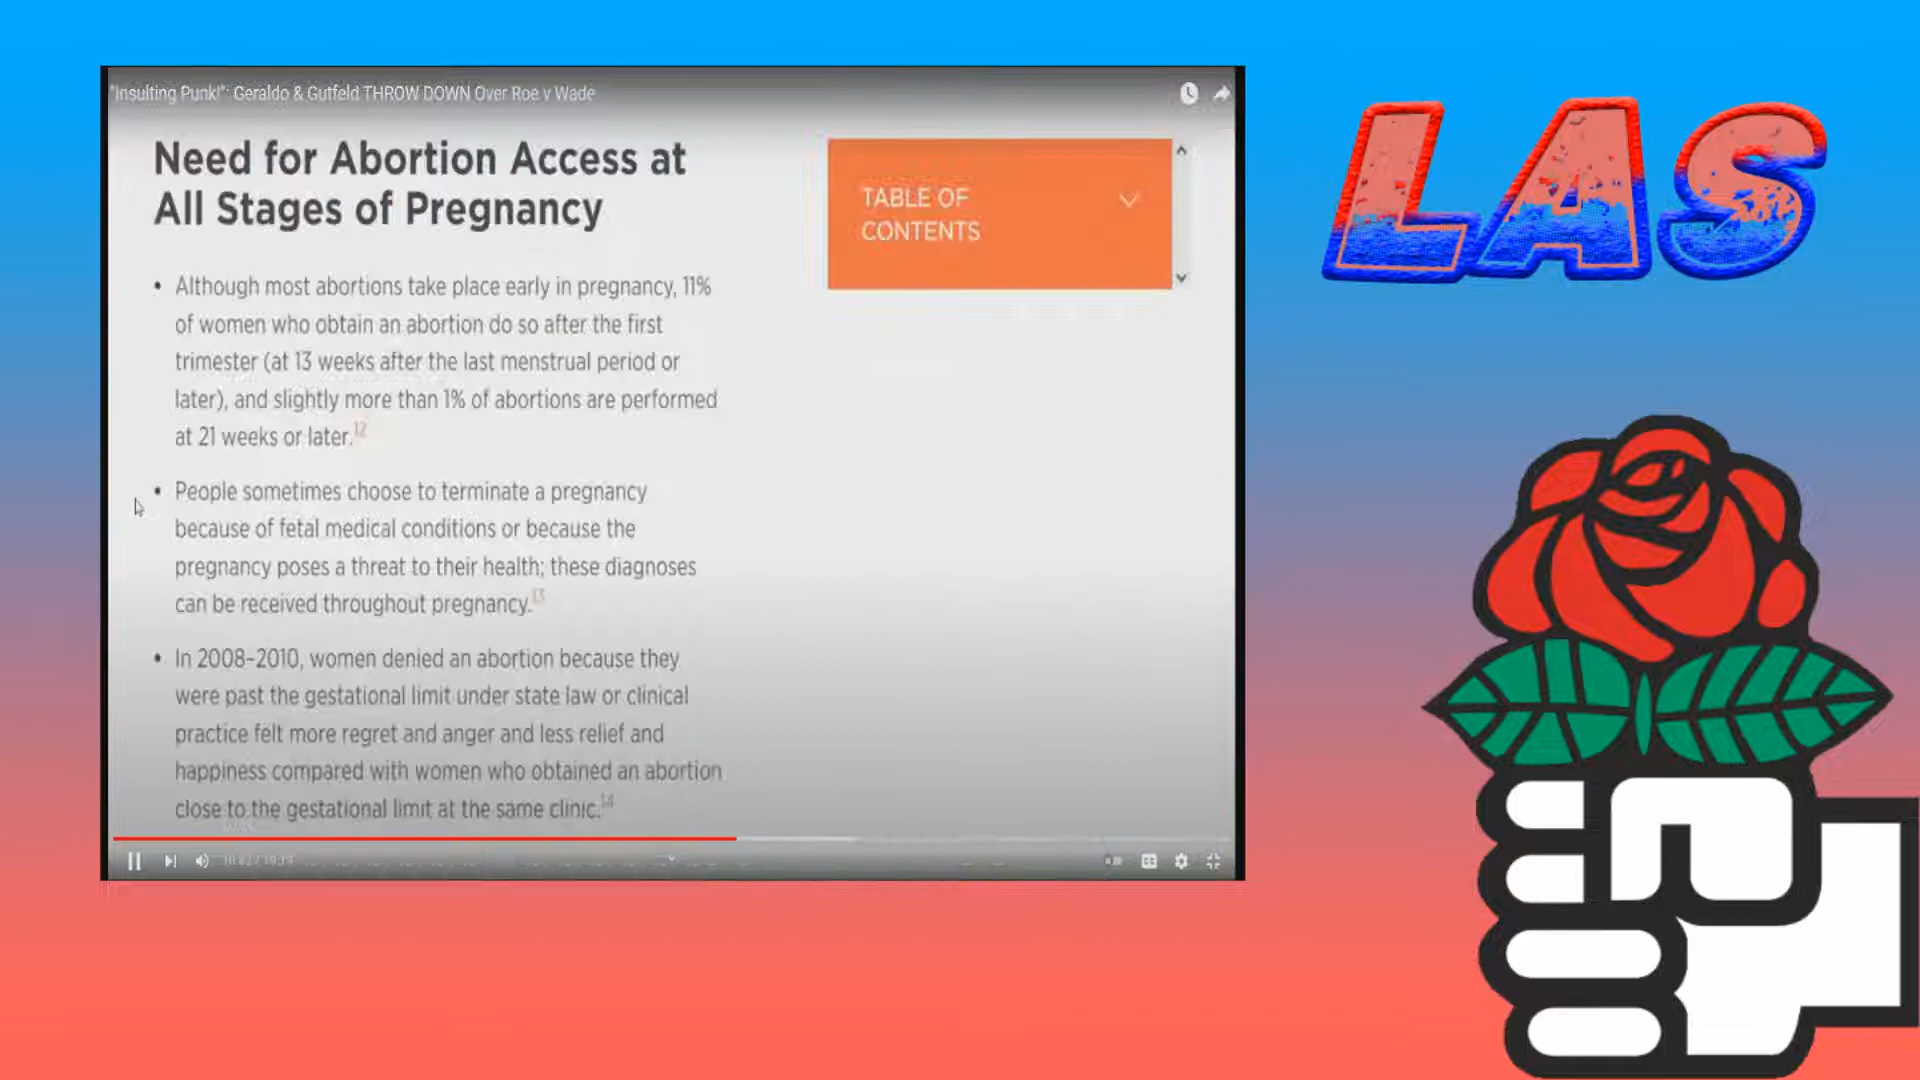 "Insulting Punk!": Geraldo & Gutfeld THROW DOWN Over Roe v Wade
Need for Abortion Access at
All Stages of Pregnancy
TABLE OF
CONTENTS
• Although most abortions take place early in pregnancy, 11%
of women who obtain an abortion do so after the first
trimester (at 13 weeks after the last menstrual period or
later), and slightly more than 1% of abortions are performed
at 21 weeks or later.12
• People sometimes choose to terminate a pregnancy
because of fetal medical conditions or because the
pregnancy poses a threat to their health; these diagnoses
can be received throughout pregnancy.13
• In 2008–2010, women denied an abortion because they
were past the gestational limit under state law or clinical
practice felt more regret and anger and less relief and
happiness compared with women who obtained an abortion
close to the gestational limit at the same clinic.14
LAS